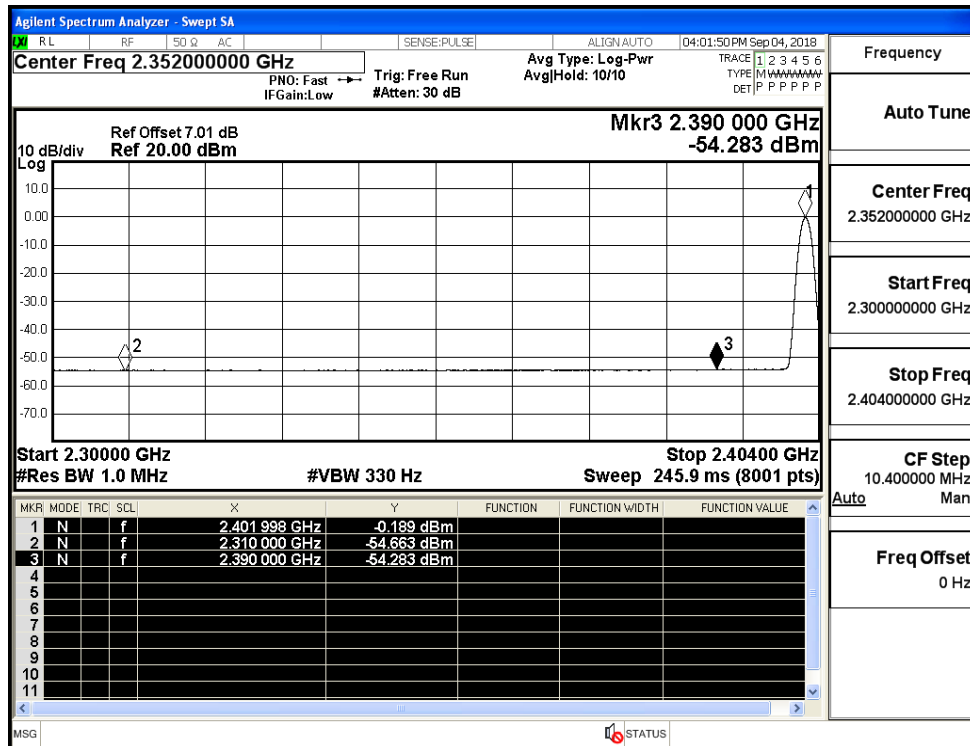 Agilent Spectrum Analyzer - Swept SA
LXI RL RF 50 Ω AC SENSE:PULSE ALIGN AUTO 04:01:50 PM Sep 04, 2018
Center Freq 2.352000000 GHz
PNO: Fast
IFGain:Low
Trig: Free Run
#Atten: 30 dB
Avg Type: Log-Pwr
Avg|Hold: 10/10
TRACE 1 2 3 4 5 6
TYPE M WWWWW
DET P P P P P P
Ref Offset 7.01 dB
10 dB/div Ref 20.00 dBm
Log
Mkr3 2.390 000 GHz
-54.283 dBm
10.0
0.00
-10.0
-20.0
-30.0
-40.0
-50.0
-60.0
-70.0
1
2
3
Start 2.30000 GHz Stop 2.40400 GHz
#Res BW 1.0 MHz #VBW 330 Hz Sweep 245.9 ms (8001 pts)
MKR MODE TRC SCL X Y FUNCTION FUNCTION WIDTH FUNCTION VALUE
1 N f 2.401 998 GHz -0.189 dBm
2 N f 2.310 000 GHz -54.663 dBm
3 N f 2.390 000 GHz -54.283 dBm
4
5
6
7
8
9
10
11
MSG STATUS
Frequency
Auto Tune
Center Freq
2.352000000 GHz
Start Freq
2.300000000 GHz
Stop Freq
2.404000000 GHz
CF Step
10.400000 MHz
Auto Man
Freq Offset
0 Hz